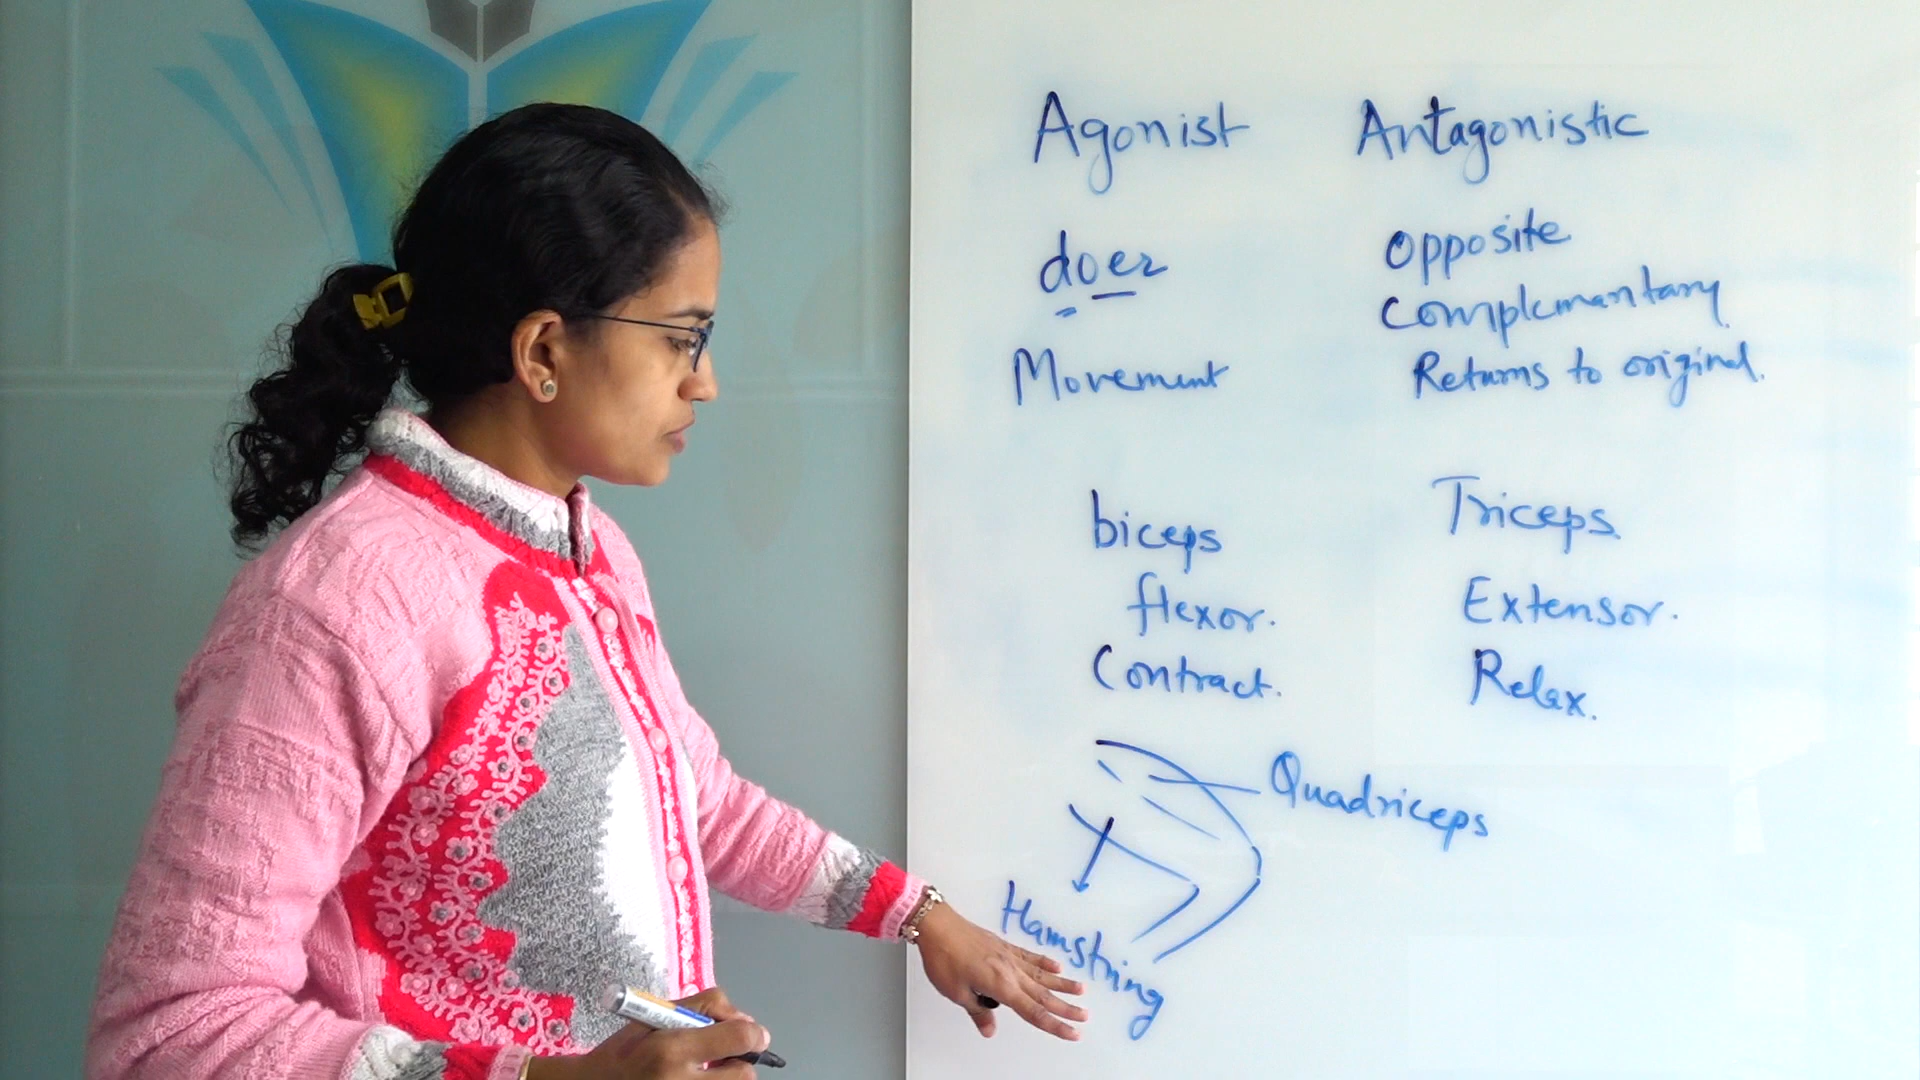 Agonist Antagonistic
doer Opposite
Complemantary
Movement Returns to original.
biceps Triceps
flexor. Extensor.
Contract. Relax.
Quadriceps
Hamstring